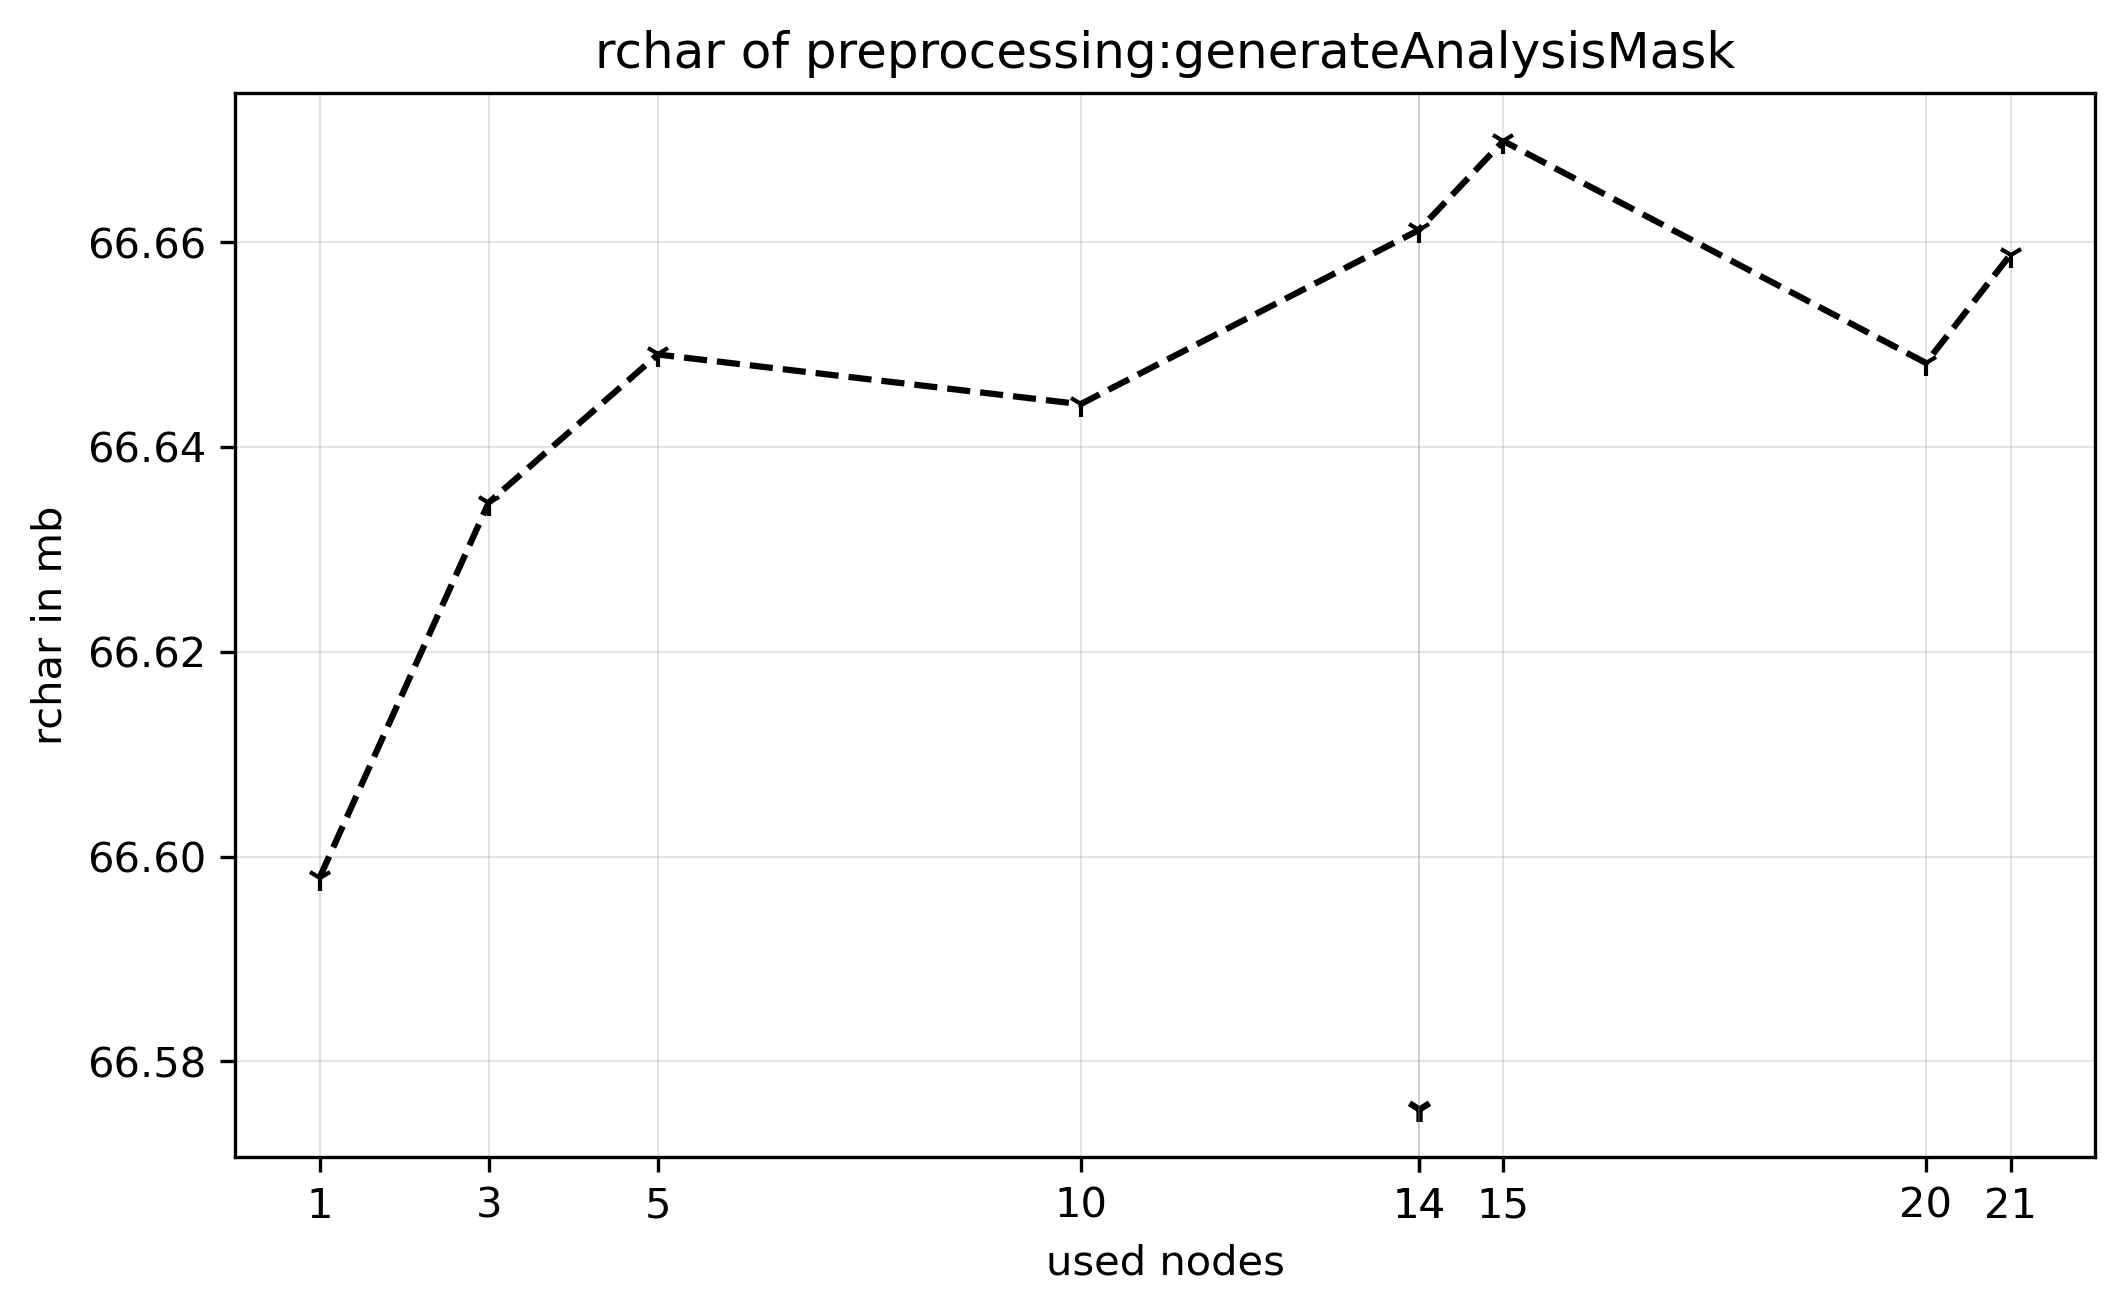 rchar of preprocessing:generateAnalysisMask
66.66
66.64
66.62
66.60
66.58
rchar in mb
1 3 5 10 14 15 20 21
used nodes